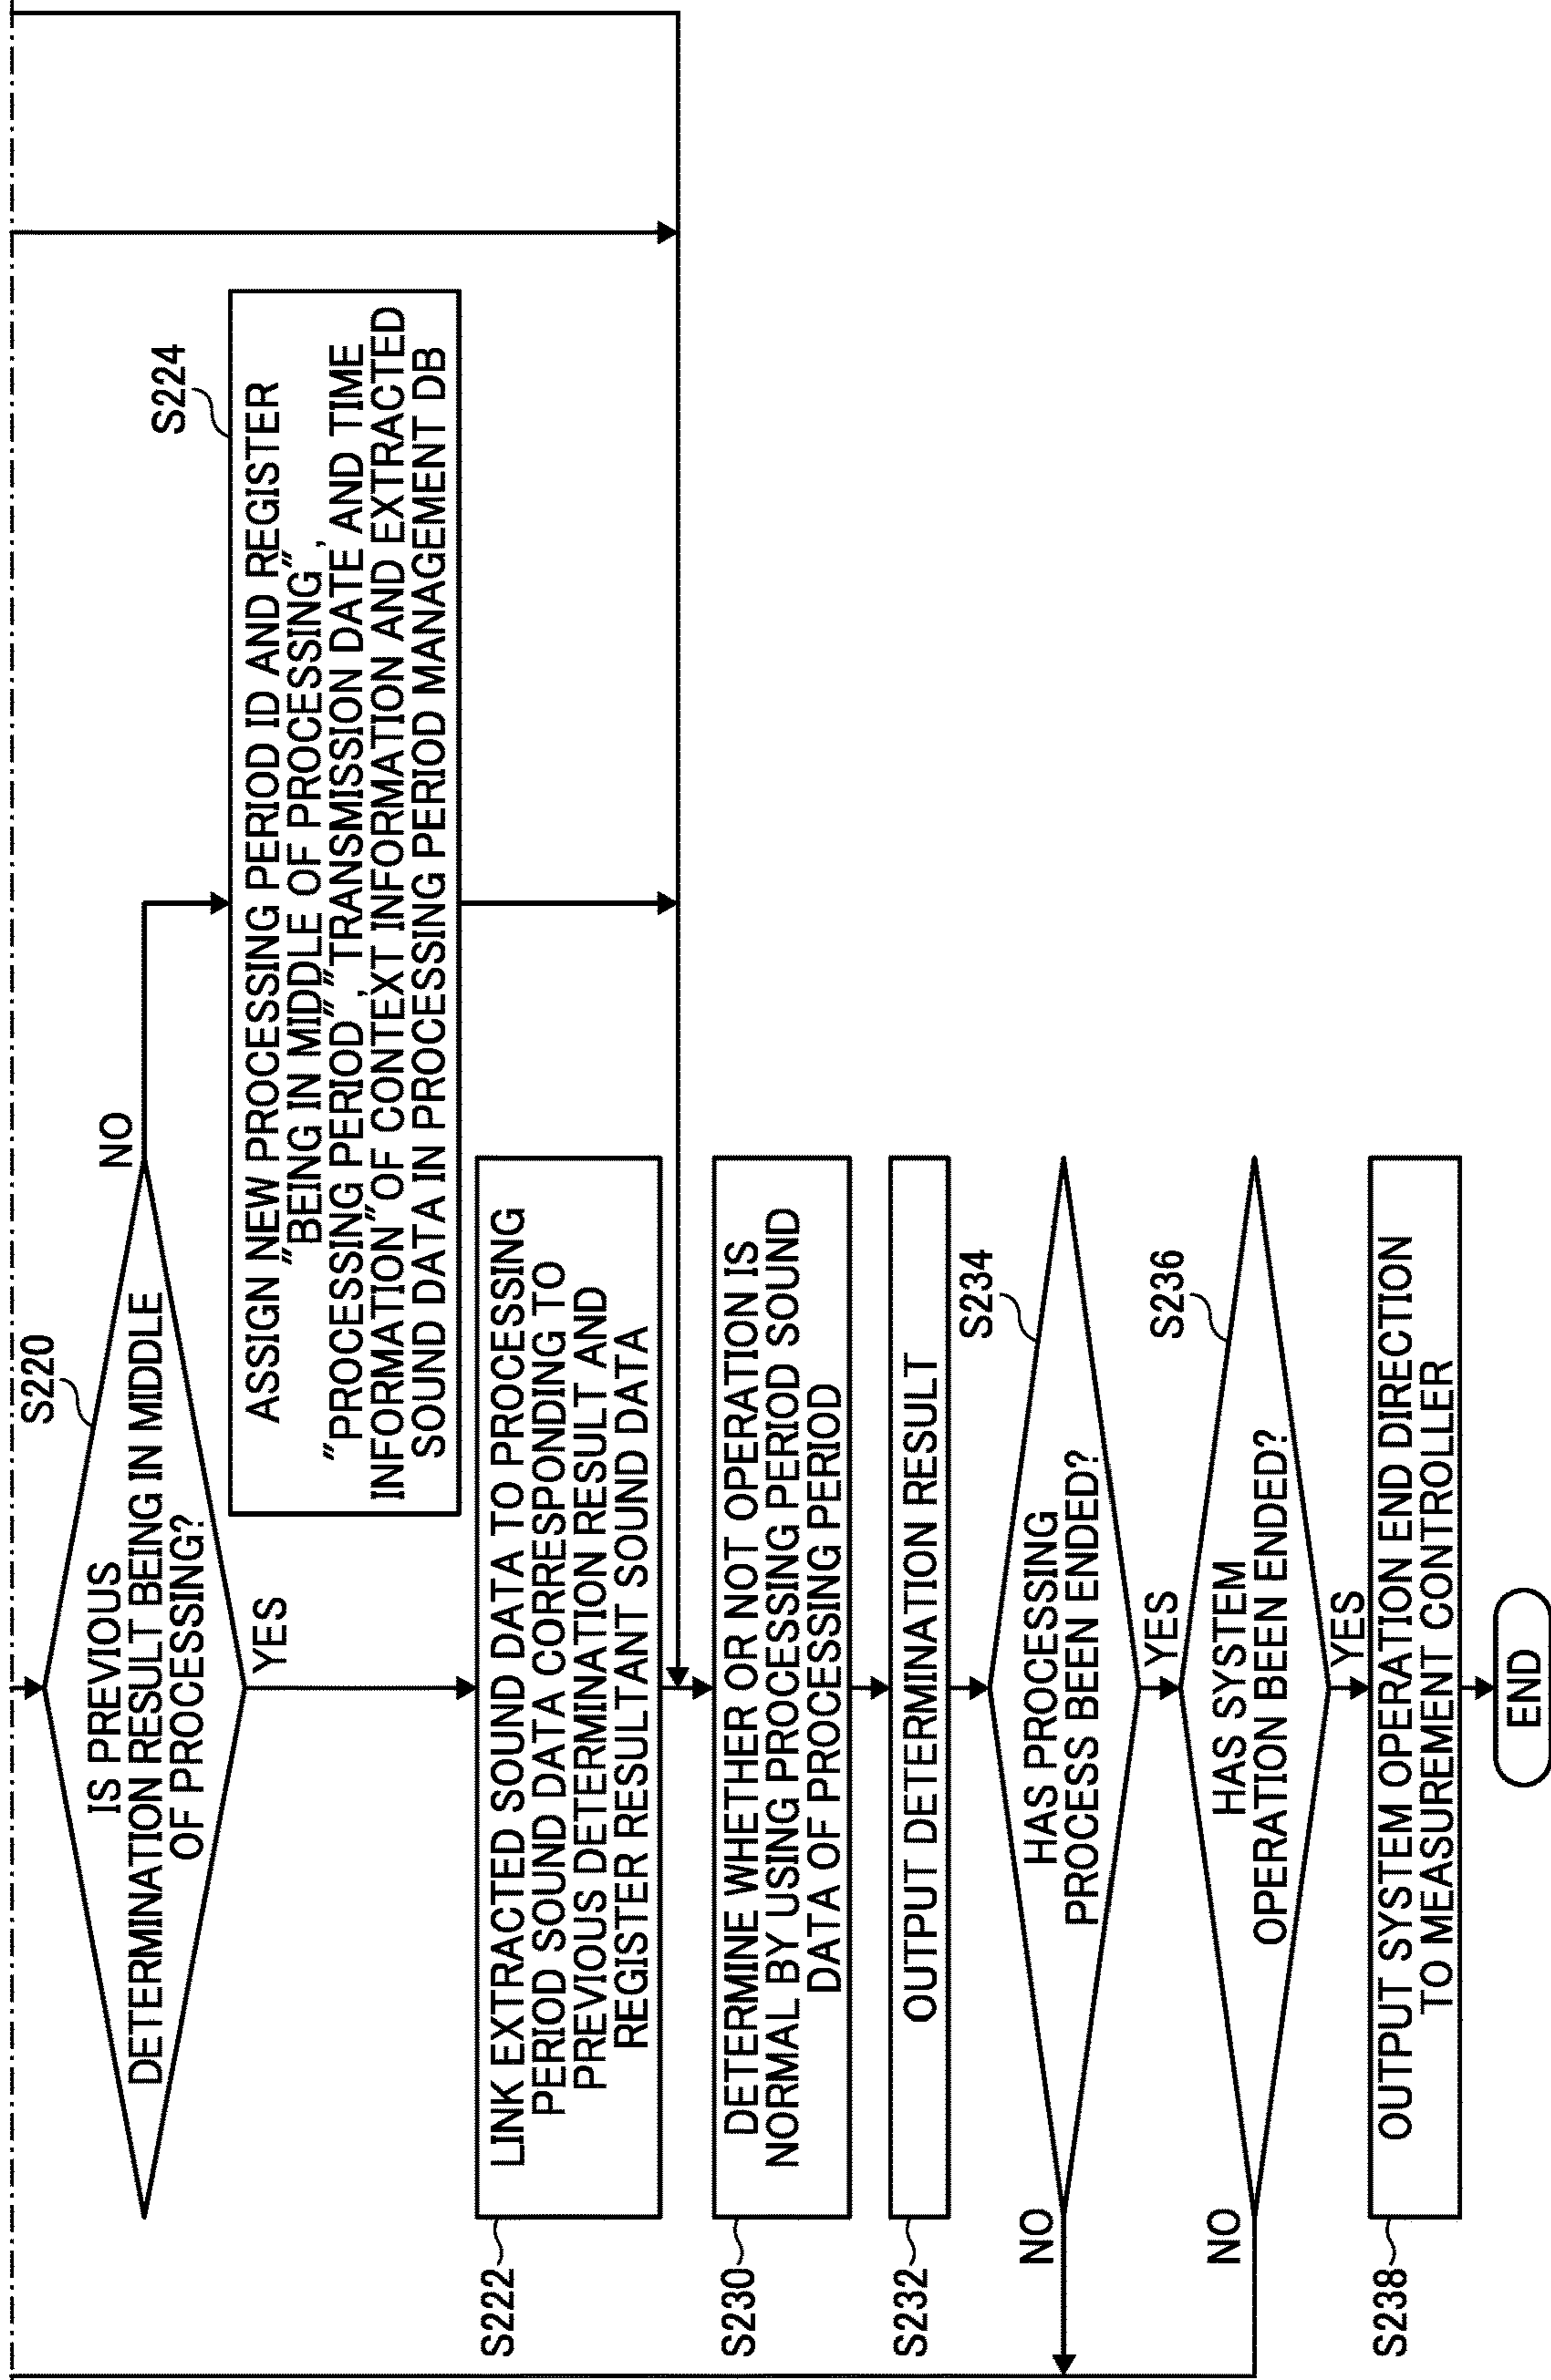 S220
IS PREVIOUS
DETERMINATION RESULT BEING IN MIDDLE
OF PROCESSING?
NO
YES
S224
ASSIGN NEW PROCESSING PERIOD ID AND REGISTER
"BEING IN MIDDLE OF PROCESSING",
"PROCESSING PERIOD", "TRANSMISSION DATE AND TIME
INFORMATION" OF CONTEXT INFORMATION AND EXTRACTED
SOUND DATA IN PROCESSING PERIOD MANAGEMENT DB
S222
LINK EXTRACTED SOUND DATA TO PROCESSING
PERIOD SOUND DATA CORRESPONDING TO
PREVIOUS DETERMINATION RESULT AND
REGISTER RESULTANT SOUND DATA
S230
DETERMINE WHETHER OR NOT OPERATION IS
NORMAL BY USING PROCESSING PERIOD SOUND
DATA OF PROCESSING PERIOD
S232
OUTPUT DETERMINATION RESULT
S234
HAS PROCESSING
PROCESS BEEN ENDED?
NO
YES
S236
HAS SYSTEM
OPERATION BEEN ENDED?
NO
YES
S238
OUTPUT SYSTEM OPERATION END DIRECTION
TO MEASUREMENT CONTROLLER
END